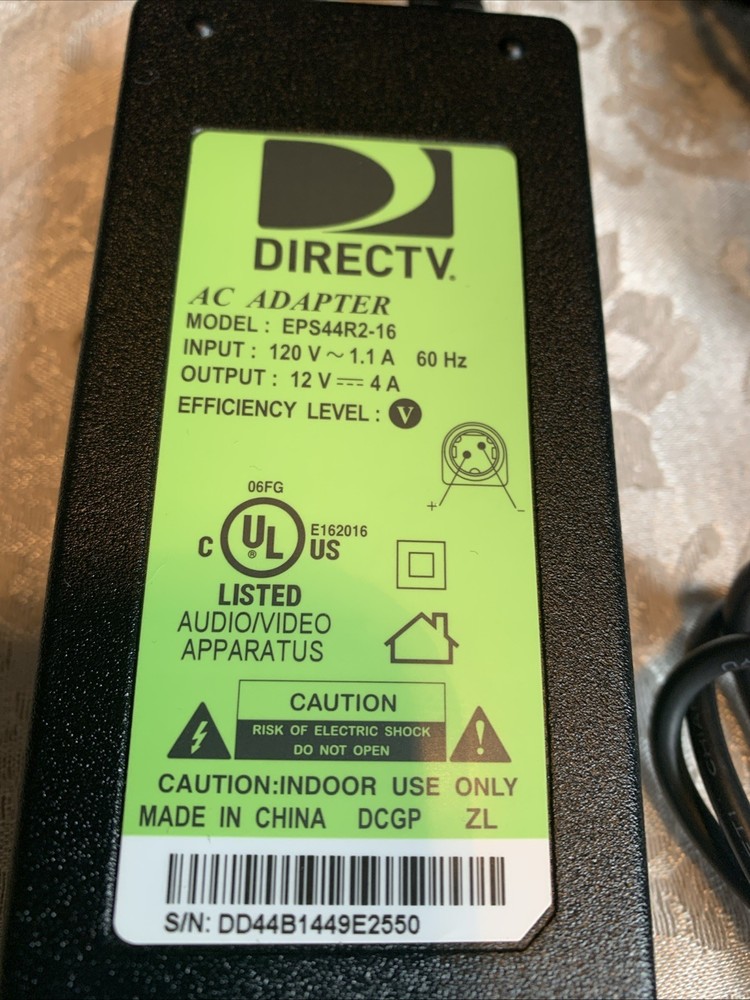 DIRECTV®
AC ADAPTER
MODEL : EPS44R2-16
INPUT : 120 V ~ 1.1 A 60 Hz
OUTPUT : 12 V ⎓ 4 A
EFFICIENCY LEVEL : V
+ -
06FG
C UL ® US E162016
LISTED
AUDIO/VIDEO
APPARATUS
CAUTION
RISK OF ELECTRIC SHOCK
DO NOT OPEN
CAUTION:INDOOR USE ONLY
MADE IN CHINA DCGP ZL
S/N: DD44B1449E2550